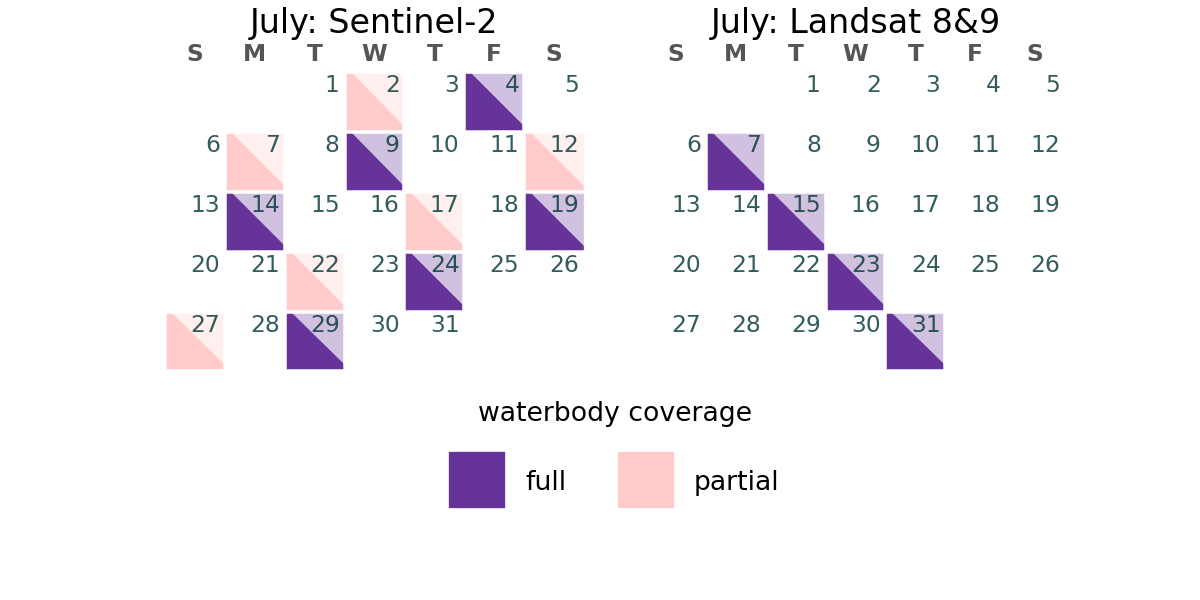 July: Sentinel-2
S M T W T F S
1 2 3 4 5
6 7 8 9 10 11 12
13 14 15 16 17 18 19
20 21 22 23 24 25 26
27 28 29 30 31
July: Landsat 8&9
S M T W T F S
1 2 3 4 5
6 7 8 9 10 11 12
13 14 15 16 17 18 19
20 21 22 23 24 25 26
27 28 29 30 31
waterbody coverage
full
partial